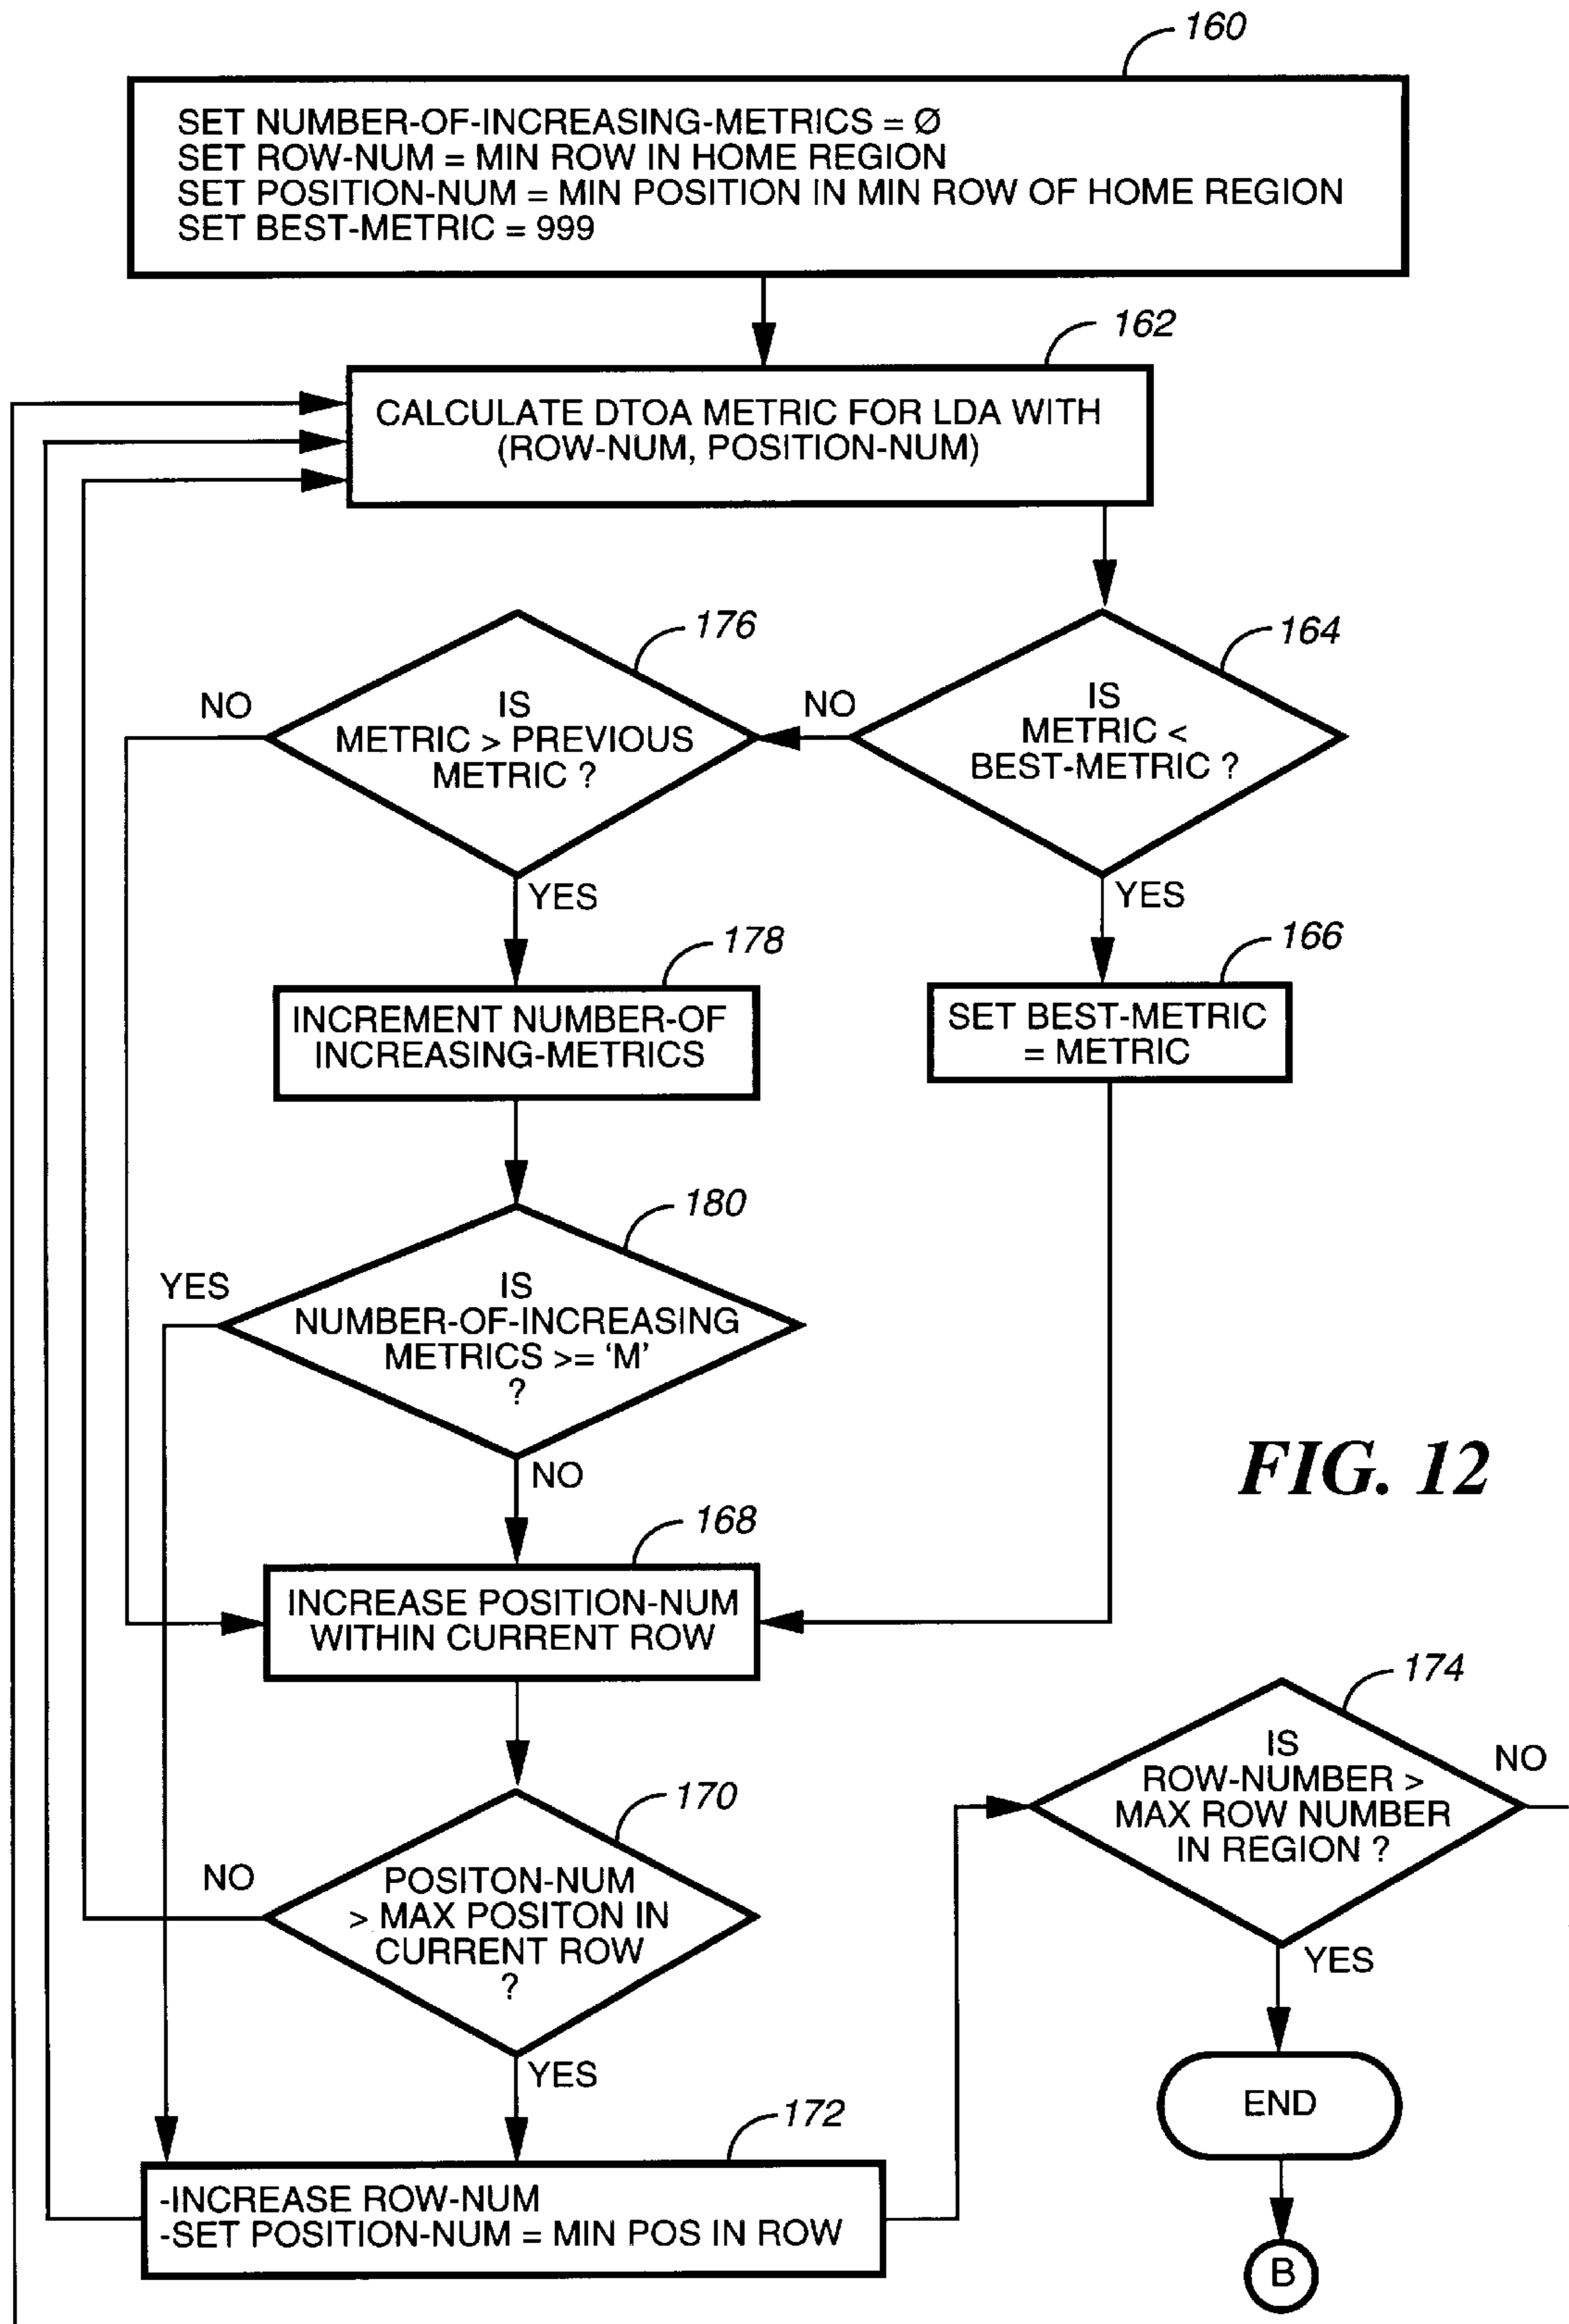 160
SET NUMBER-OF-INCREASING-METRICS = Ø
SET ROW-NUM = MIN ROW IN HOME REGION
SET POSITION-NUM = MIN POSITION IN MIN ROW OF HOME REGION
SET BEST-METRIC = 999
162
CALCULATE DTOA METRIC FOR LDA WITH
(ROW-NUM, POSITION-NUM)
176
NO
IS
METRIC > PREVIOUS
METRIC ?
YES
164
NO
IS
METRIC <
BEST-METRIC ?
YES
178
INCREMENT NUMBER-OF
INCREASING-METRICS
166
SET BEST-METRIC
= METRIC
180
YES
IS
NUMBER-OF-INCREASING
METRICS >= ‘M’
?
NO
FIG. 12
168
INCREASE POSITION-NUM
WITHIN CURRENT ROW
170
NO
POSITON-NUM
> MAX POSITON IN
CURRENT ROW
?
YES
174
IS
ROW-NUMBER >
MAX ROW NUMBER
IN REGION ?
NO
YES
172
-INCREASE ROW-NUM
-SET POSITION-NUM = MIN POS IN ROW
END
B